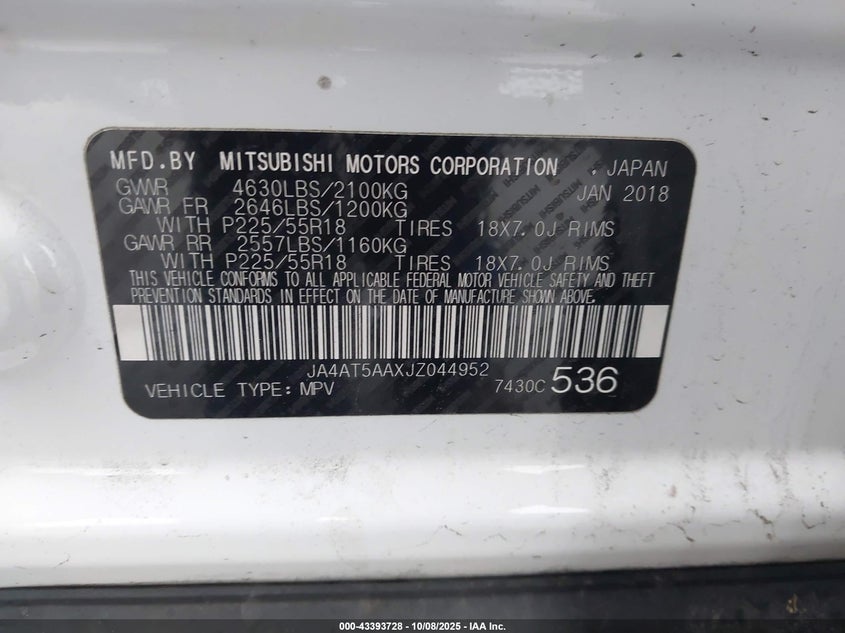 MFD.BY MITSUBISHI MOTORS CORPORATION , JAPAN
GVWR 4630LBS/2100KG JAN 2018
GAWR FR 2646LBS/1200KG
WITH P225/55R18 TIRES 18X7.0J RIMS
GAWR RR 2557LBS/1160KG
WITH P225/55R18 TIRES 18X7.0J RIMS
THIS VEHICLE CONFORMS TO ALL APPLICABLE FEDERAL MOTOR VEHICLE SAFETY AND THEFT
PREVENTION STANDARDS IN EFFECT ON THE DATE OF MANUFACTURE SHOWN ABOVE.
JA4AT5AAXJZ044952
VEHICLE TYPE: MPV 7430C 536
000-43393728 - 10/08/2025 - IAA Inc.